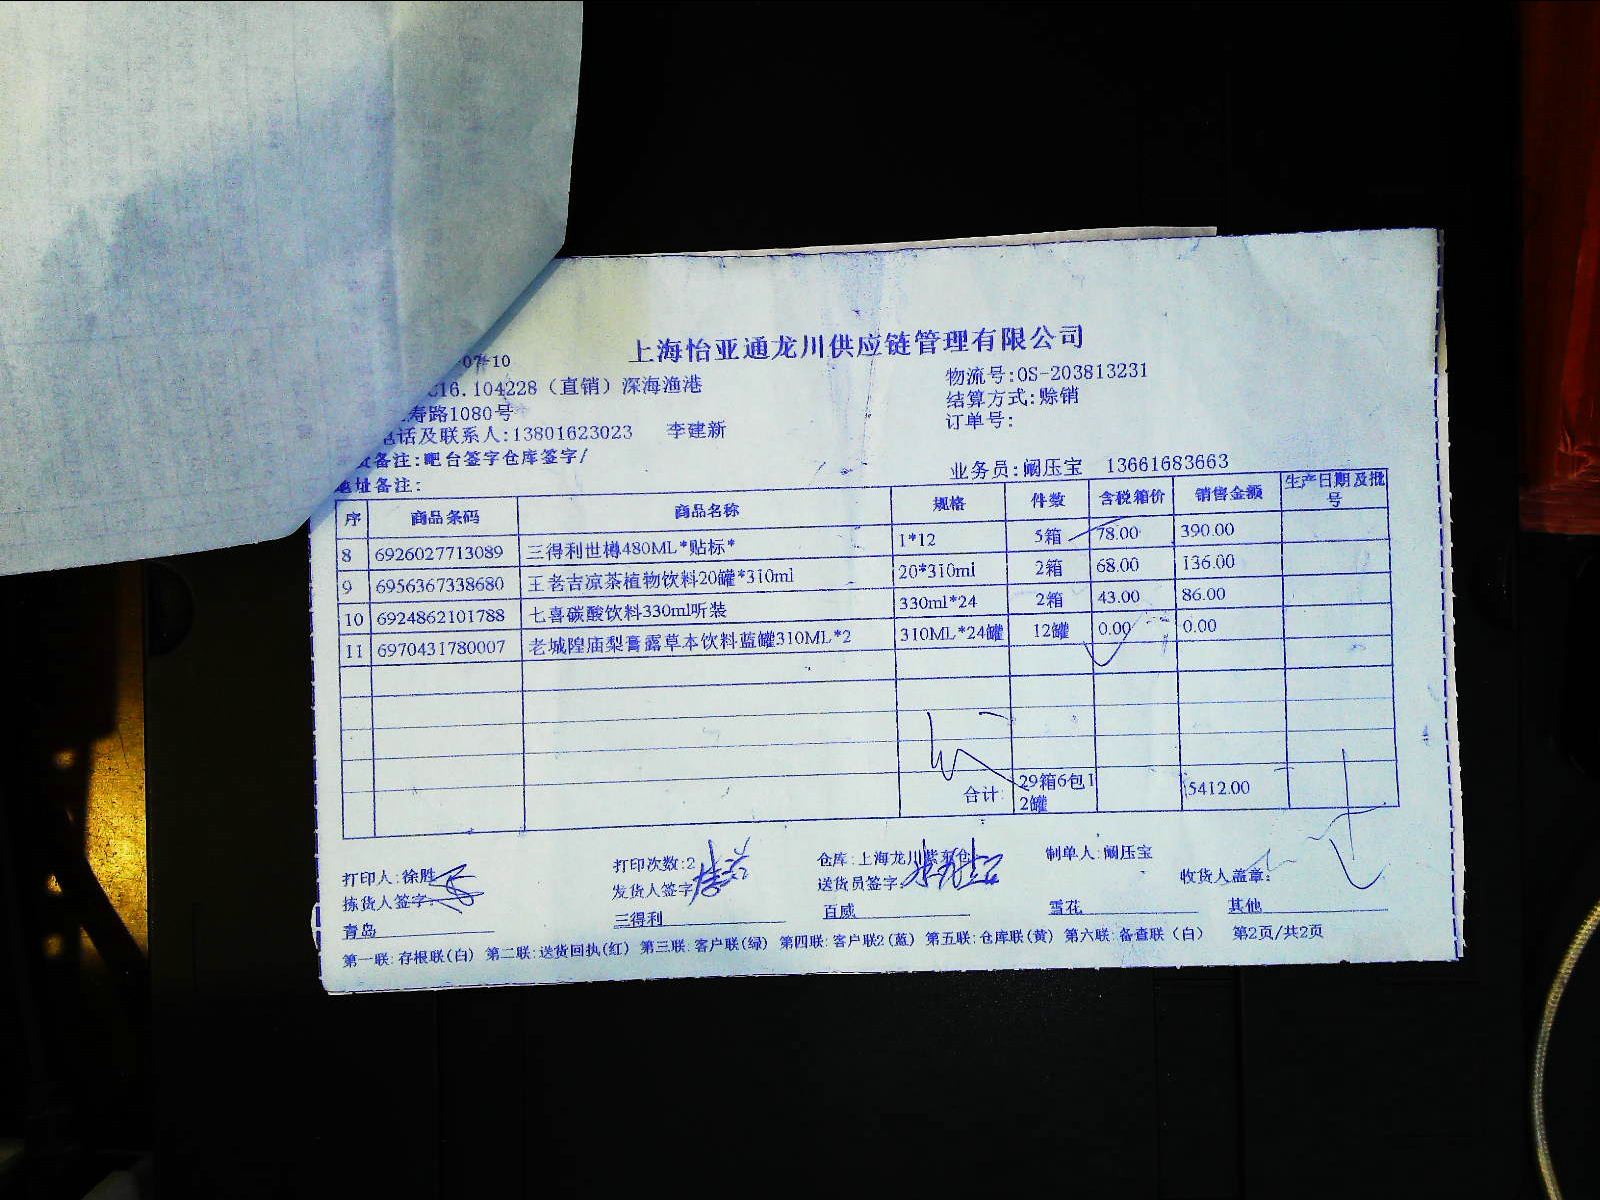 上海怡亚通龙川供应链管理有限公司
-07-10
物流号:OS-203813231
C16.104228（直销）深海渔港
结算方式:赊销
寿路1080号
订单号:
电话及联系人:13801623023 李建新
备注:吧台签字仓库签字/
业务员:阚压宝 13661683663
地址备注:
序 商品条码 商品名称 规格 件数 含税箱价 销售金额 生产日期及批号
8 6926027713089 三得利世樽480ML*贴标* 1*12 5箱 78.00 390.00
9 6956367338680 王老吉凉茶植物饮料20罐*310ml 20*310ml 2箱 68.00 136.00
10 6924862101788 七喜碳酸饮料330ml听装 330ml*24 2箱 43.00 86.00
11 6970431780007 老城隍庙梨膏露草本饮料蓝罐310ML*2 310ML*24罐 12罐 0.00 0.00
合计: 29箱6包12罐 5412.00
打印人:徐胜 打印次数:2 仓库:上海龙川紫东仓 制单人:阚压宝
拣货人签字: 发货人签字 送货员签字: 收货人盖章:
青岛 三得利 百威 雪花 其他
第一联:存根联(白) 第二联:送货回执(红) 第三联:客户联(绿) 第四联:客户联2(蓝) 第五联:仓库联(黄) 第六联:备查联（白） 第2页/共2页